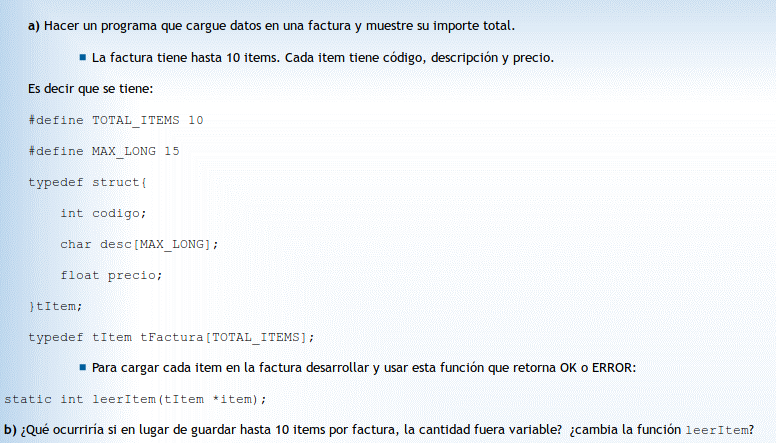 a) Hacer un programa que cargue datos en una factura y muestre su importe total.
■ La factura tiene hasta 10 items. Cada item tiene código, descripción y precio.
Es decir que se tiene:
#define TOTAL_ITEMS 10
#define MAX_LONG 15
typedef struct{
int codigo;
char desc[MAX_LONG];
float precio;
}tItem;
typedef tItem tFactura[TOTAL_ITEMS];
■ Para cargar cada item en la factura desarrollar y usar esta función que retorna OK o ERROR:
static int leerItem(tItem *item);
b) ¿Qué ocurriría si en lugar de guardar hasta 10 items por factura, la cantidad fuera variable? ¿cambia la función leerItem?